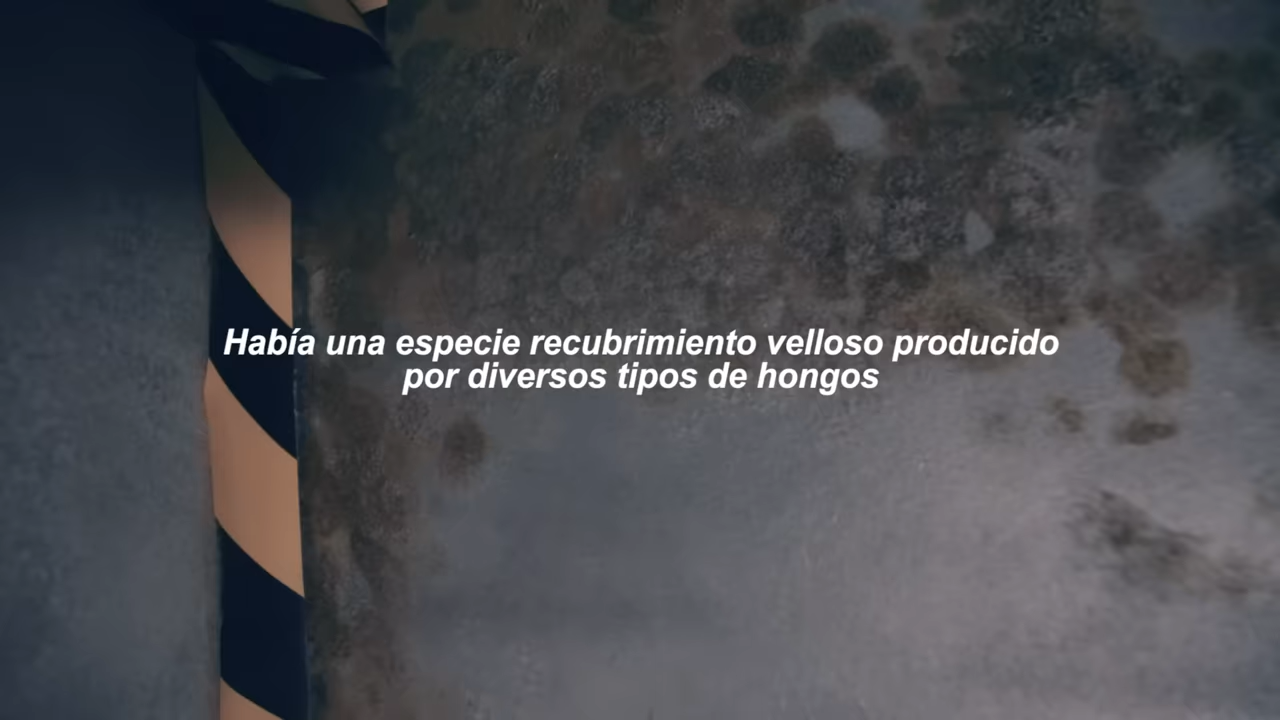 Había una especie recubrimiento velloso producido
por diversos tipos de hongos